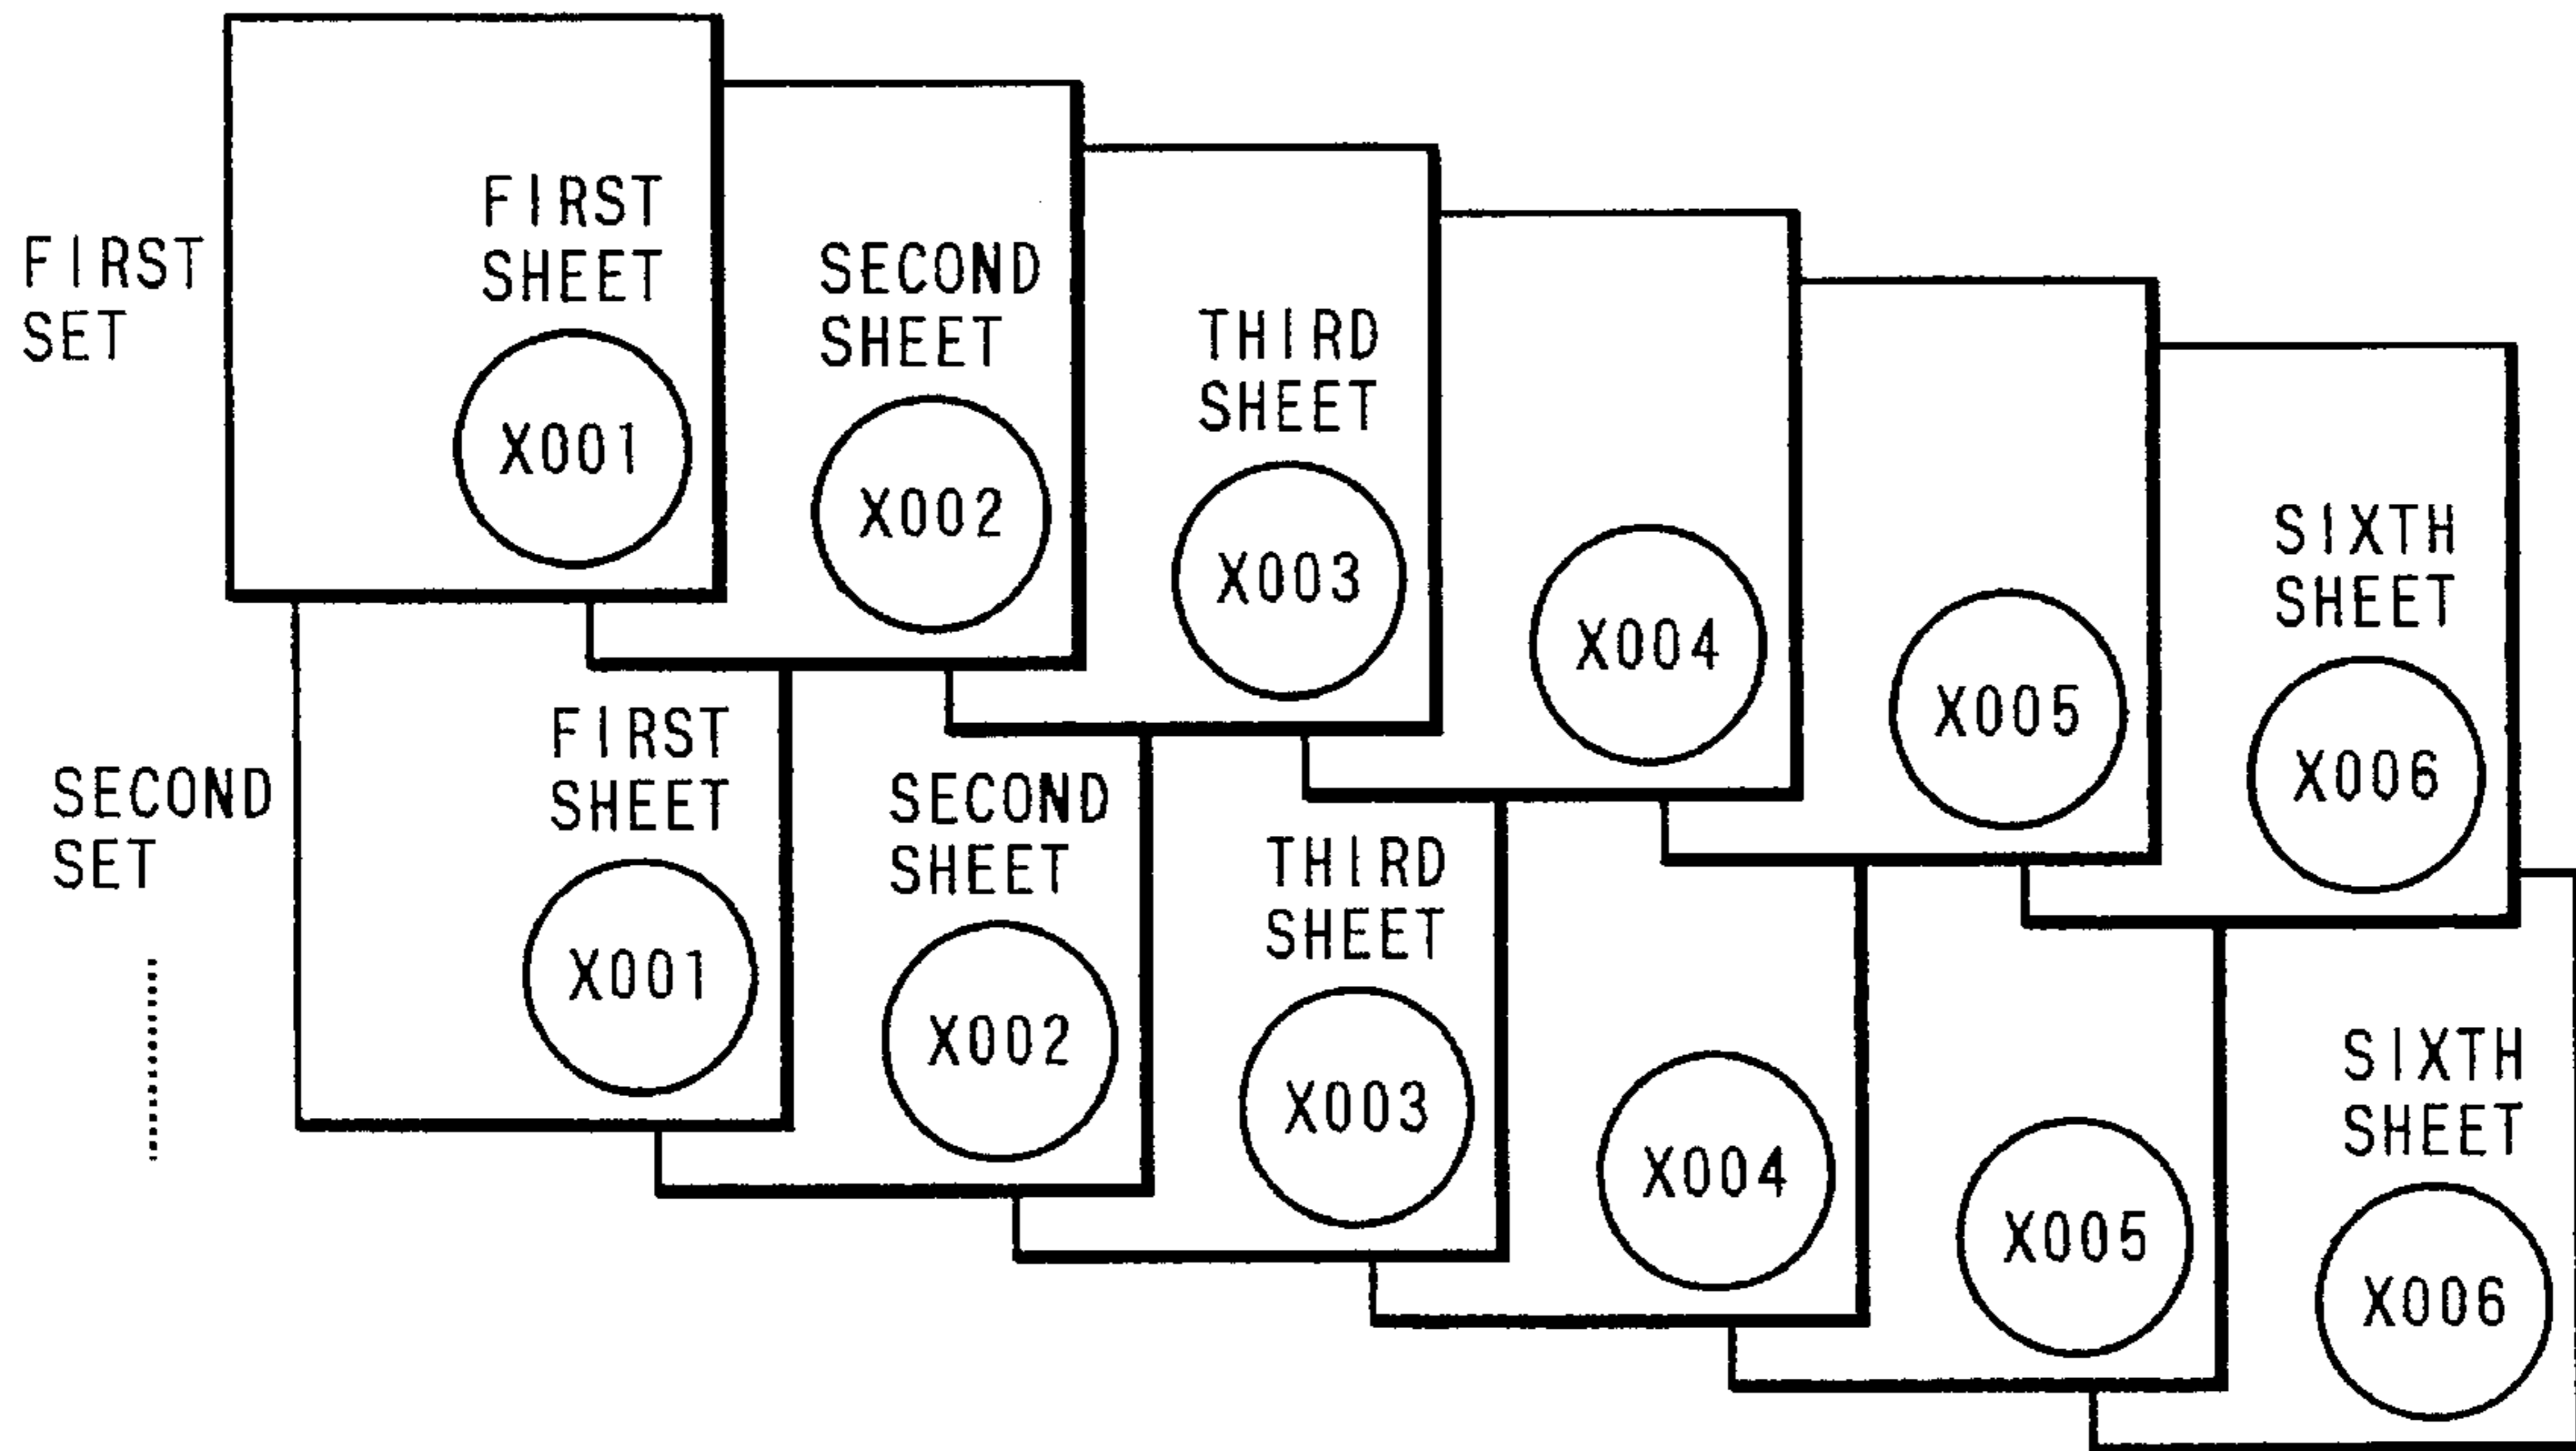 FIRST
SET
FIRST
SHEET
X001
SECOND
SHEET
X002
THIRD
SHEET
X003
X004
X005
SIXTH
SHEET
X006
SECOND
SET
FIRST
SHEET
X001
SECOND
SHEET
X002
THIRD
SHEET
X003
X004
X005
SIXTH
SHEET
X006